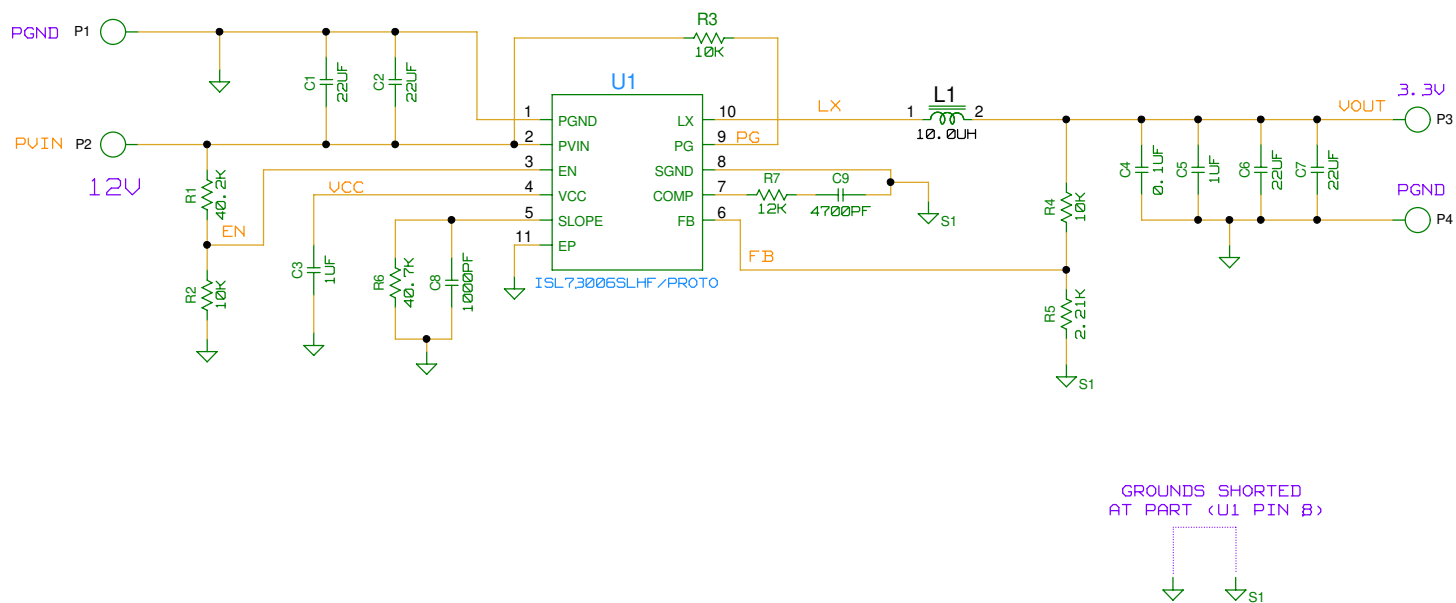 PGND P1
R3
10K
3.3V
C1
22UF
C2
22UF
U1
L1
LX
1
2
10.0UH
VOUT
P3
1
PGND
LX
10
PVIN P2
2
PVIN
PG
9
PG
12V
3
EN
SGND
8
R1
40.2K
VCC
4
VCC
COMP
7
R7
12K
C9
4700PF
S1
C4
0.1UF
C5
1UF
C6
22UF
C7
22UF
PGND
P4
5
SLOPE
FB
6
R4
10K
EN
11
EP
FB
R2
10K
C3
1UF
R6
40.7K
C8
1000PF
ISL73006SLHF/PROTO
R5
2.21K
S1
GROUNDS SHORTED
AT PART (U1 PIN 8)
S1